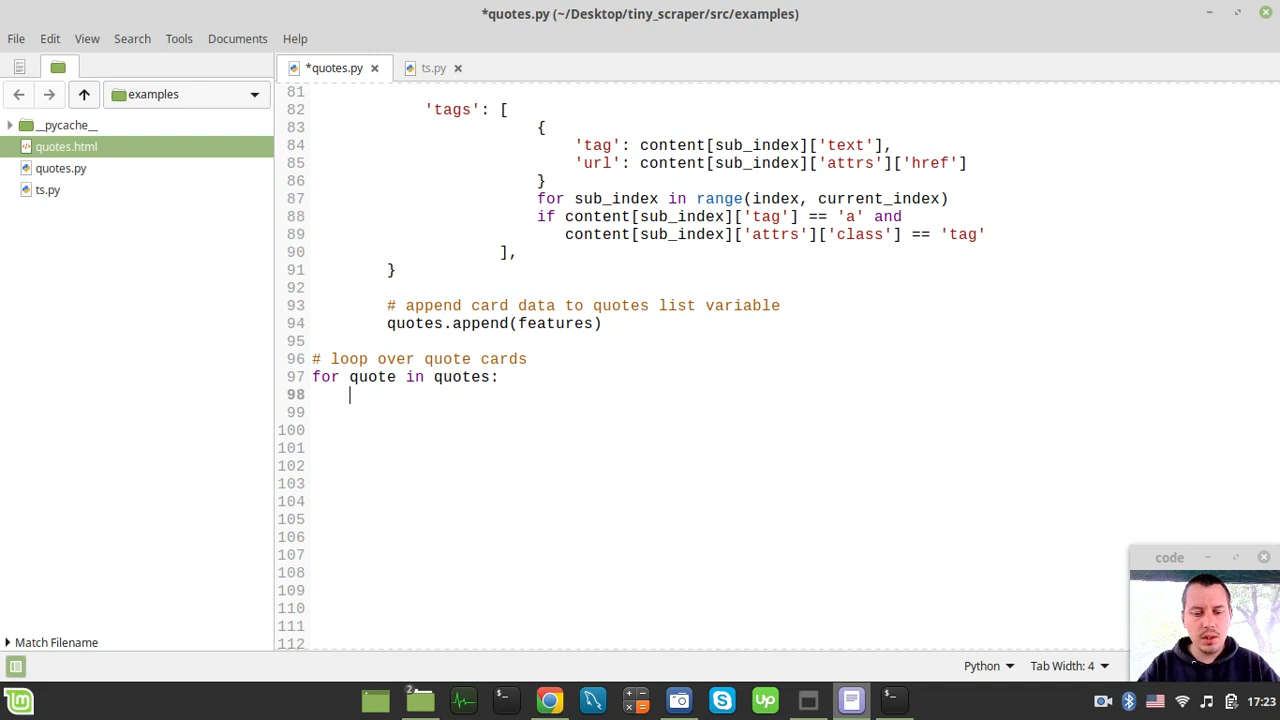 *quotes.py (~/Desktop/tiny_scraper/src/examples)
File Edit View Search Tools Documents Help
*quotes.py ts.py
examples
__pycache__
quotes.html
quotes.py
ts.py
81
82 'tags': [
83 {
84 'tag': content[sub_index]['text'],
85 'url': content[sub_index]['attrs']['href']
86 }
87 for sub_index in range(index, current_index)
88 if content[sub_index]['tag'] == 'a' and
89 content[sub_index]['attrs']['class'] == 'tag'
90 ],
91 }
92
93 # append card data to quotes list variable
94 quotes.append(features)
95
96 # loop over quote cards
97 for quote in quotes:
98
99
100
101
102
103
104
105
106
107
108
109
110
111
112
code
Match Filename
Python Tab Width: 4
2
Up
17:23